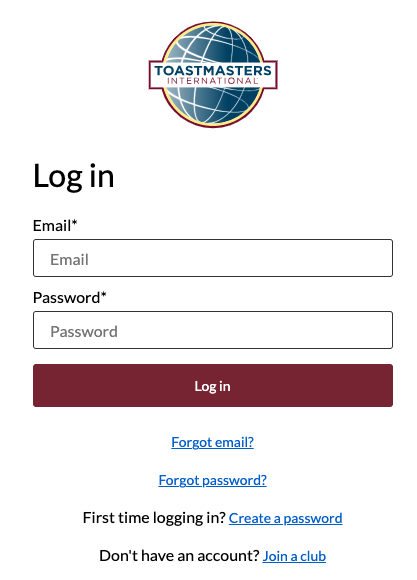 TOASTMASTERS
INTERNATIONAL
Log in
Email*
Email
Password*
Password
Log in
Forgot email?
Forgot password?
First time logging in? Create a password
Don't have an account? Join a club